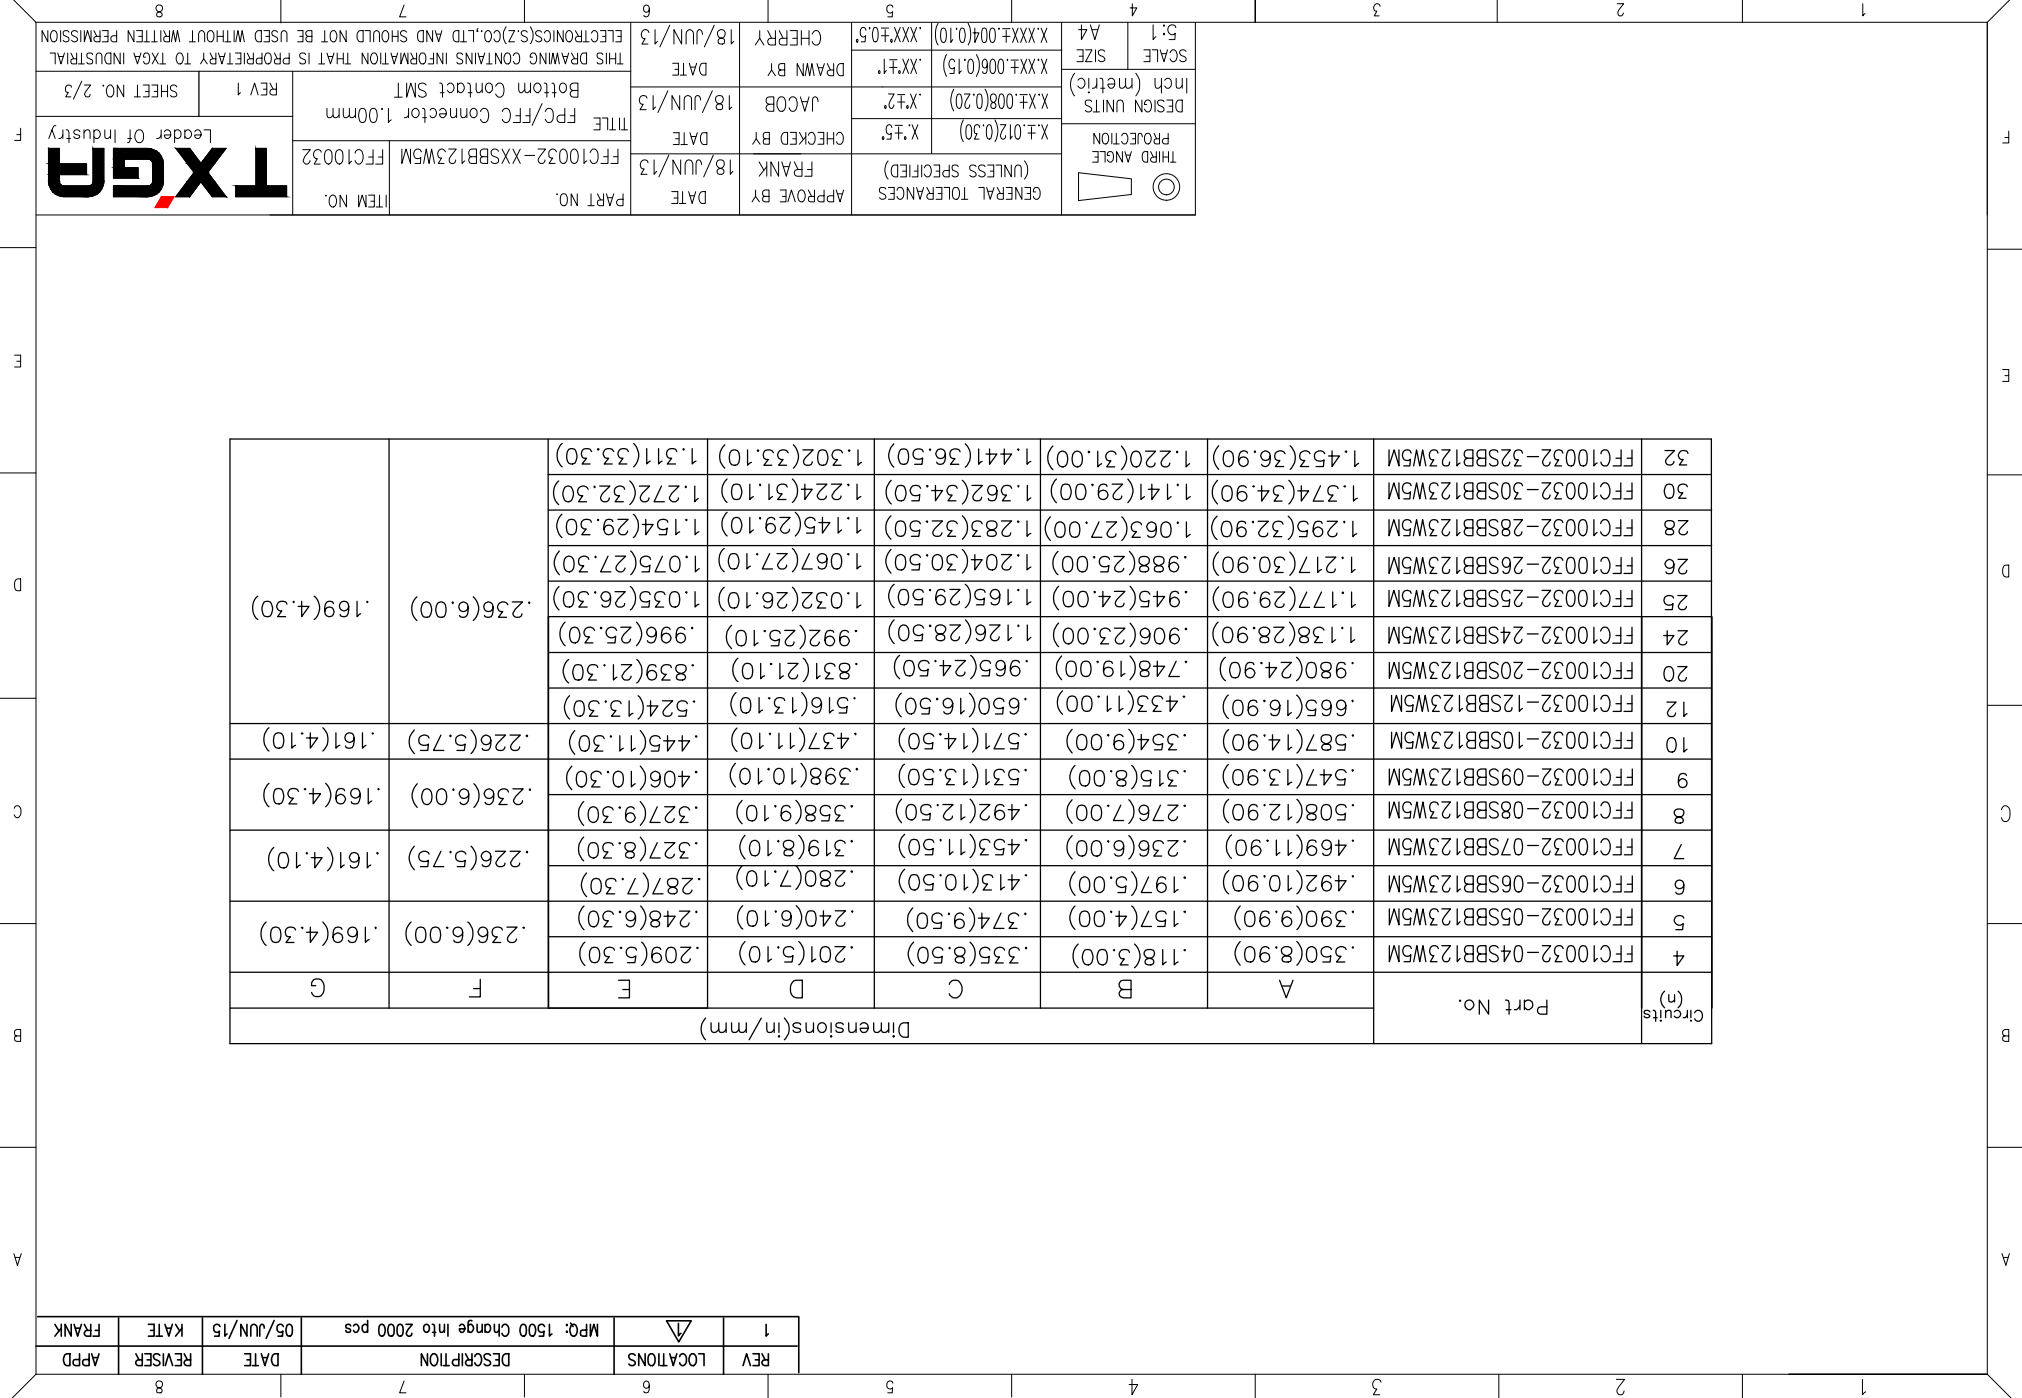 1 2 3 4 5 6 7 8
REV LOCATIONS DESCRIPTION DATE REVISER APPD
1 1 MPQ: 1500 Change Into 2000 pcs 05/JUN/15 KATE FRANK
A A
B B
Circuits (n) Part No. Dimensions(in/mm)
A B C D E F G
4 FFC10032-04SBB123W5M .350(8.90) .118(3.00) .335(8.50) .201(5.10) .209(5.30) .236(6.00) .169(4.30)
5 FFC10032-05SBB123W5M .390(9.90) .157(4.00) .374(9.50) .240(6.10) .248(6.30)
6 FFC10032-06SBB123W5M .492(10.90) .197(5.00) .413(10.50) .280(7.10) .287(7.30) .226(5.75) .161(4.10)
7 FFC10032-07SBB123W5M .469(11.90) .236(6.00) .453(11.50) .319(8.10) .327(8.30)
8 FFC10032-08SBB123W5M .508(12.90) .276(7.00) .492(12.50) .358(9.10) .327(9.30) .236(6.00) .169(4.30)
9 FFC10032-09SBB123W5M .547(13.90) .315(8.00) .531(13.50) .398(10.10) .406(10.30)
10 FFC10032-10SBB123W5M .587(14.90) .354(9.00) .571(14.50) .437(11.10) .445(11.30) .226(5.75) .161(4.10)
12 FFC10032-12SBB123W5M .665(16.90) .433(11.00) .650(16.50) .516(13.10) .524(13.30) .236(6.00) .169(4.30)
20 FFC10032-20SBB123W5M .980(24.90) .748(19.00) .965(24.50) .831(21.10) .839(21.30)
24 FFC10032-24SBB123W5M 1.138(28.90) .906(23.00) 1.126(28.50) .992(25.10) .996(25.30)
25 FFC10032-25SBB123W5M 1.177(29.90) .945(24.00) 1.165(29.50) 1.032(26.10) 1.035(26.30)
26 FFC10032-26SBB123W5M 1.217(30.90) .988(25.00) 1.204(30.50) 1.067(27.10) 1.075(27.30)
28 FFC10032-28SBB123W5M 1.295(32.90) 1.063(27.00) 1.283(32.50) 1.145(29.10) 1.154(29.30)
30 FFC10032-30SBB123W5M 1.374(34.90) 1.141(29.00) 1.362(34.50) 1.224(31.10) 1.272(32.30)
32 FFC10032-32SBB123W5M 1.453(36.90) 1.220(31.00) 1.441(36.50) 1.302(33.10) 1.311(33.30)
C C
D D
E E
F F
THIRD ANGLE
PROJECTION
DESIGN UNITS
Inch (metric)
SCALE SIZE
5:1 A4
GENERAL TOLERANCES
(UNLESS SPECIFIED)
X.±.012(0.30) X.°±5°
X.X±.008(0.20) .X°±2°
X.XX±.006(0.15) .XX°±1°
X.XXX±.004(0.10) .XXX°±0.5°
APPROVE BY DATE
FRANK 18/JUN/13
CHECKED BY DATE
JACOB 18/JUN/13
DRAWN BY DATE
CHERRY 18/JUN/13
PART NO. ITEM NO.
FFC10032-XXSBB123W5M FFC10032
TITLE FPC/FFC Connector 1.00mm
Bottom Contact SMT
TXGA
Leader Of Industry
REV 1 SHEET NO. 2/3
THIS DRAWING CONTAINS INFORMATION THAT IS PROPRIETARY TO TXGA INDUSTRIAL
ELECTRONICS(S.Z)CO.,LTD AND SHOULD NOT BE USED WITHOUT WRITTEN PERMISSION
1 2 3 4 5 6 7 8